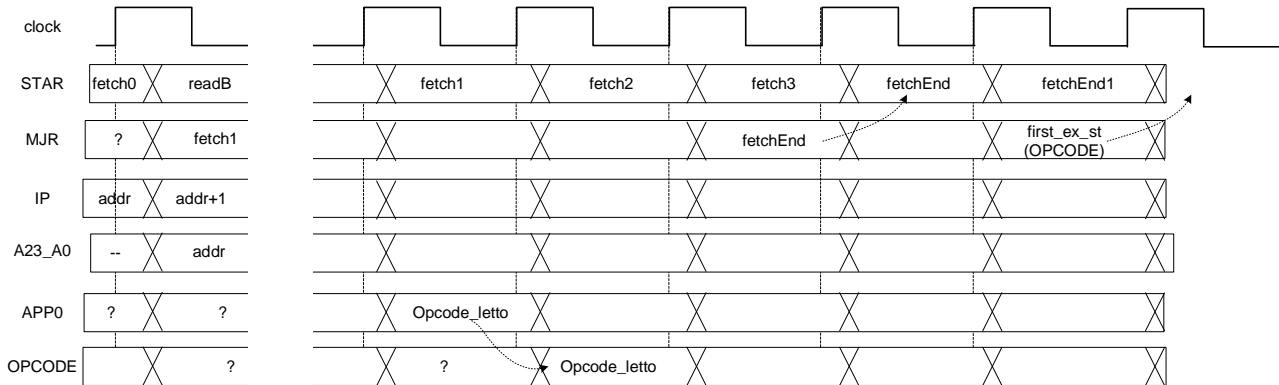 clock
STAR fetch0 readB fetch1 fetch2 fetch3 fetchEnd fetchEnd1
MJR ? fetch1 fetchEnd first_ex_st
(OPCODE)
IP addr addr+1
A23_A0 -- addr
APP0 ? ? Opcode_letto
OPCODE ? ? Opcode_letto